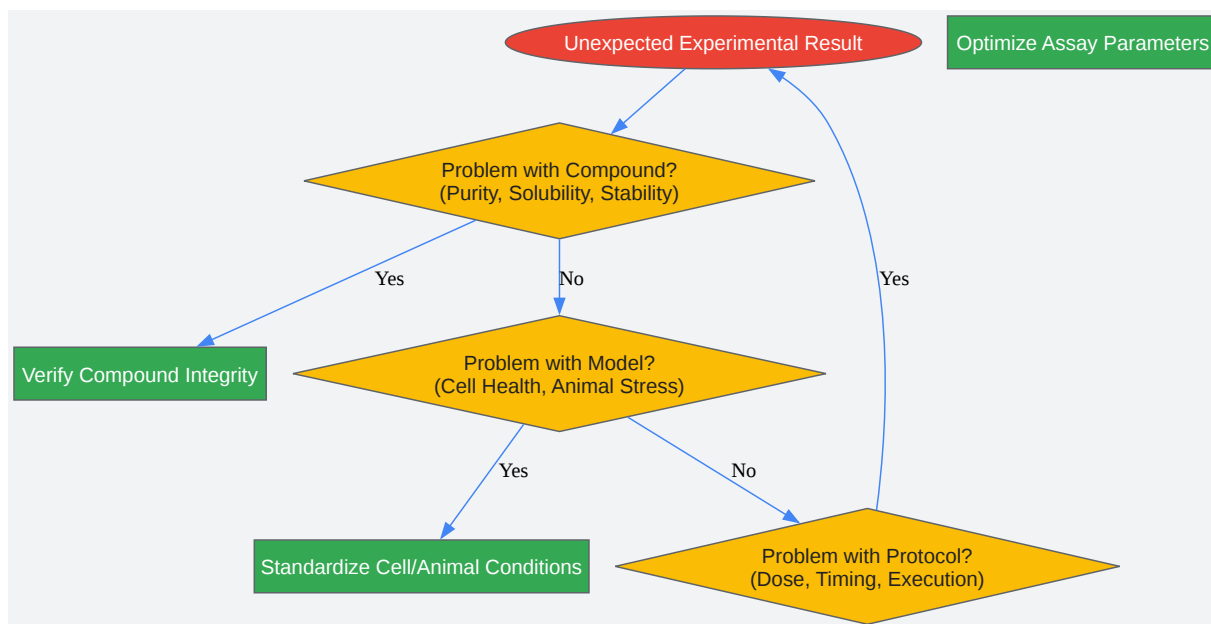 Unexpected Experimental Result
Optimize Assay Parameters
Problem with Compound?
(Purity, Solubility, Stability)
Yes
No
Yes
Verify Compound Integrity
Problem with Model?
(Cell Health, Animal Stress)
Yes
No
Standardize Cell/Animal Conditions
Problem with Protocol?
(Dose, Timing, Execution)